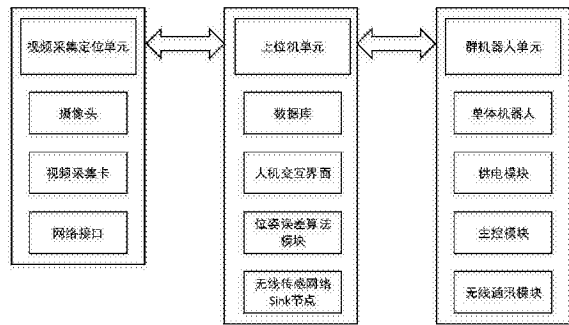 视频采集定位单元
摄像头
视频采集卡
网络接口
上位机单元
数据库
人机交互界面
位姿误差算法
模块
无线传感网络
Sink节点
群机器人单元
单体机器人
供电模块
主控模块
无线通讯模块